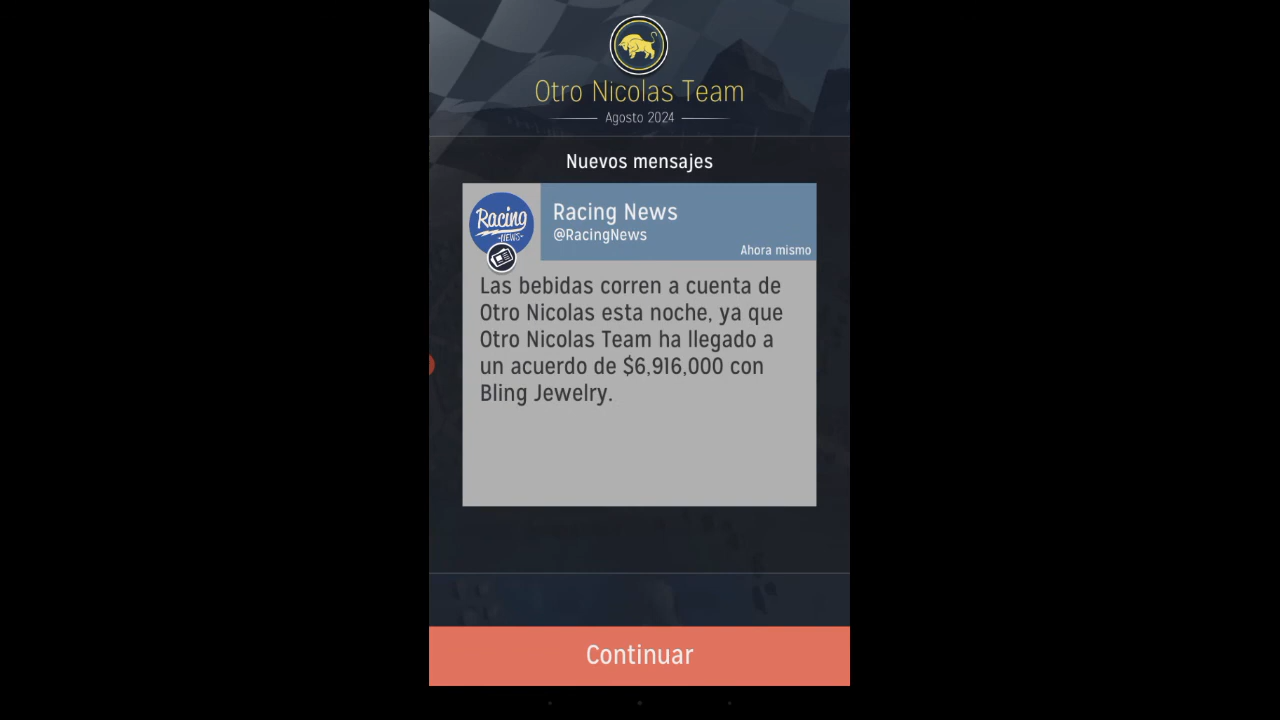 Otro Nicolas Team
Agosto 2024
Nuevos mensajes
Racing
-NEWS-
Racing News
@RacingNews
Ahora mismo
Las bebidas corren a cuenta de
Otro Nicolas esta noche, ya que
Otro Nicolas Team ha llegado a
un acuerdo de $6,916,000 con
Bling Jewelry.
Continuar